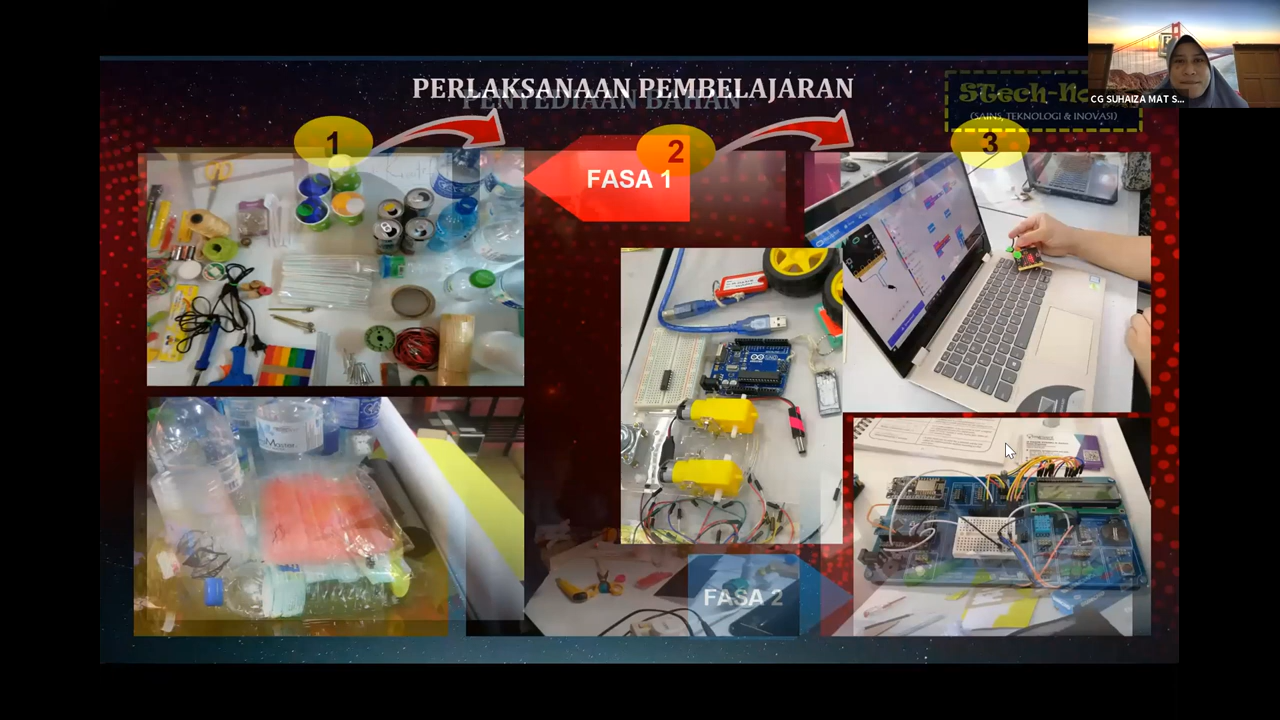 PERLAKSANAAN PEMBELAJARAN
PENYEDIAAN BAHAN
STech-No
(SAINS, TEKNOLOGI & INOVASI)
CG SUHAIZA MAT S...
1
2
3
FASA 1
FASA 2